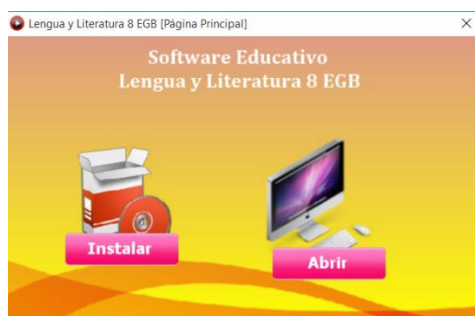 Lengua y Literatura 8 EGB [Página Principal]
Software Educativo
Lengua y Literatura 8 EGB
Instalar
Abrir